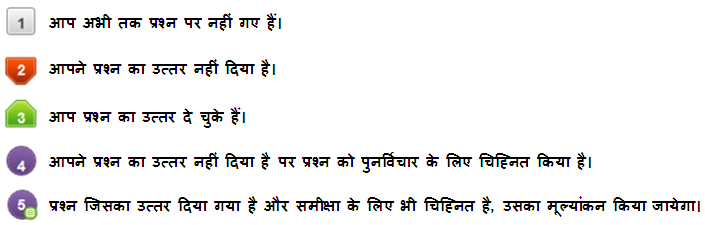 1 आप अभी तक प्रश्न पर नहीं गए हैं।
2 आपने प्रश्न का उत्तर नहीं दिया है।
3 आप प्रश्न का उत्तर दे चुके हैं।
4 आपने प्रश्न का उत्तर नहीं दिया है पर प्रश्न को पुनर्विचार के लिए चिह्नित किया है।
5 प्रश्न जिसका उत्तर दिया गया है और समीक्षा के लिए भी चिह्नित है, उसका मूल्यांकन किया जायेगा।